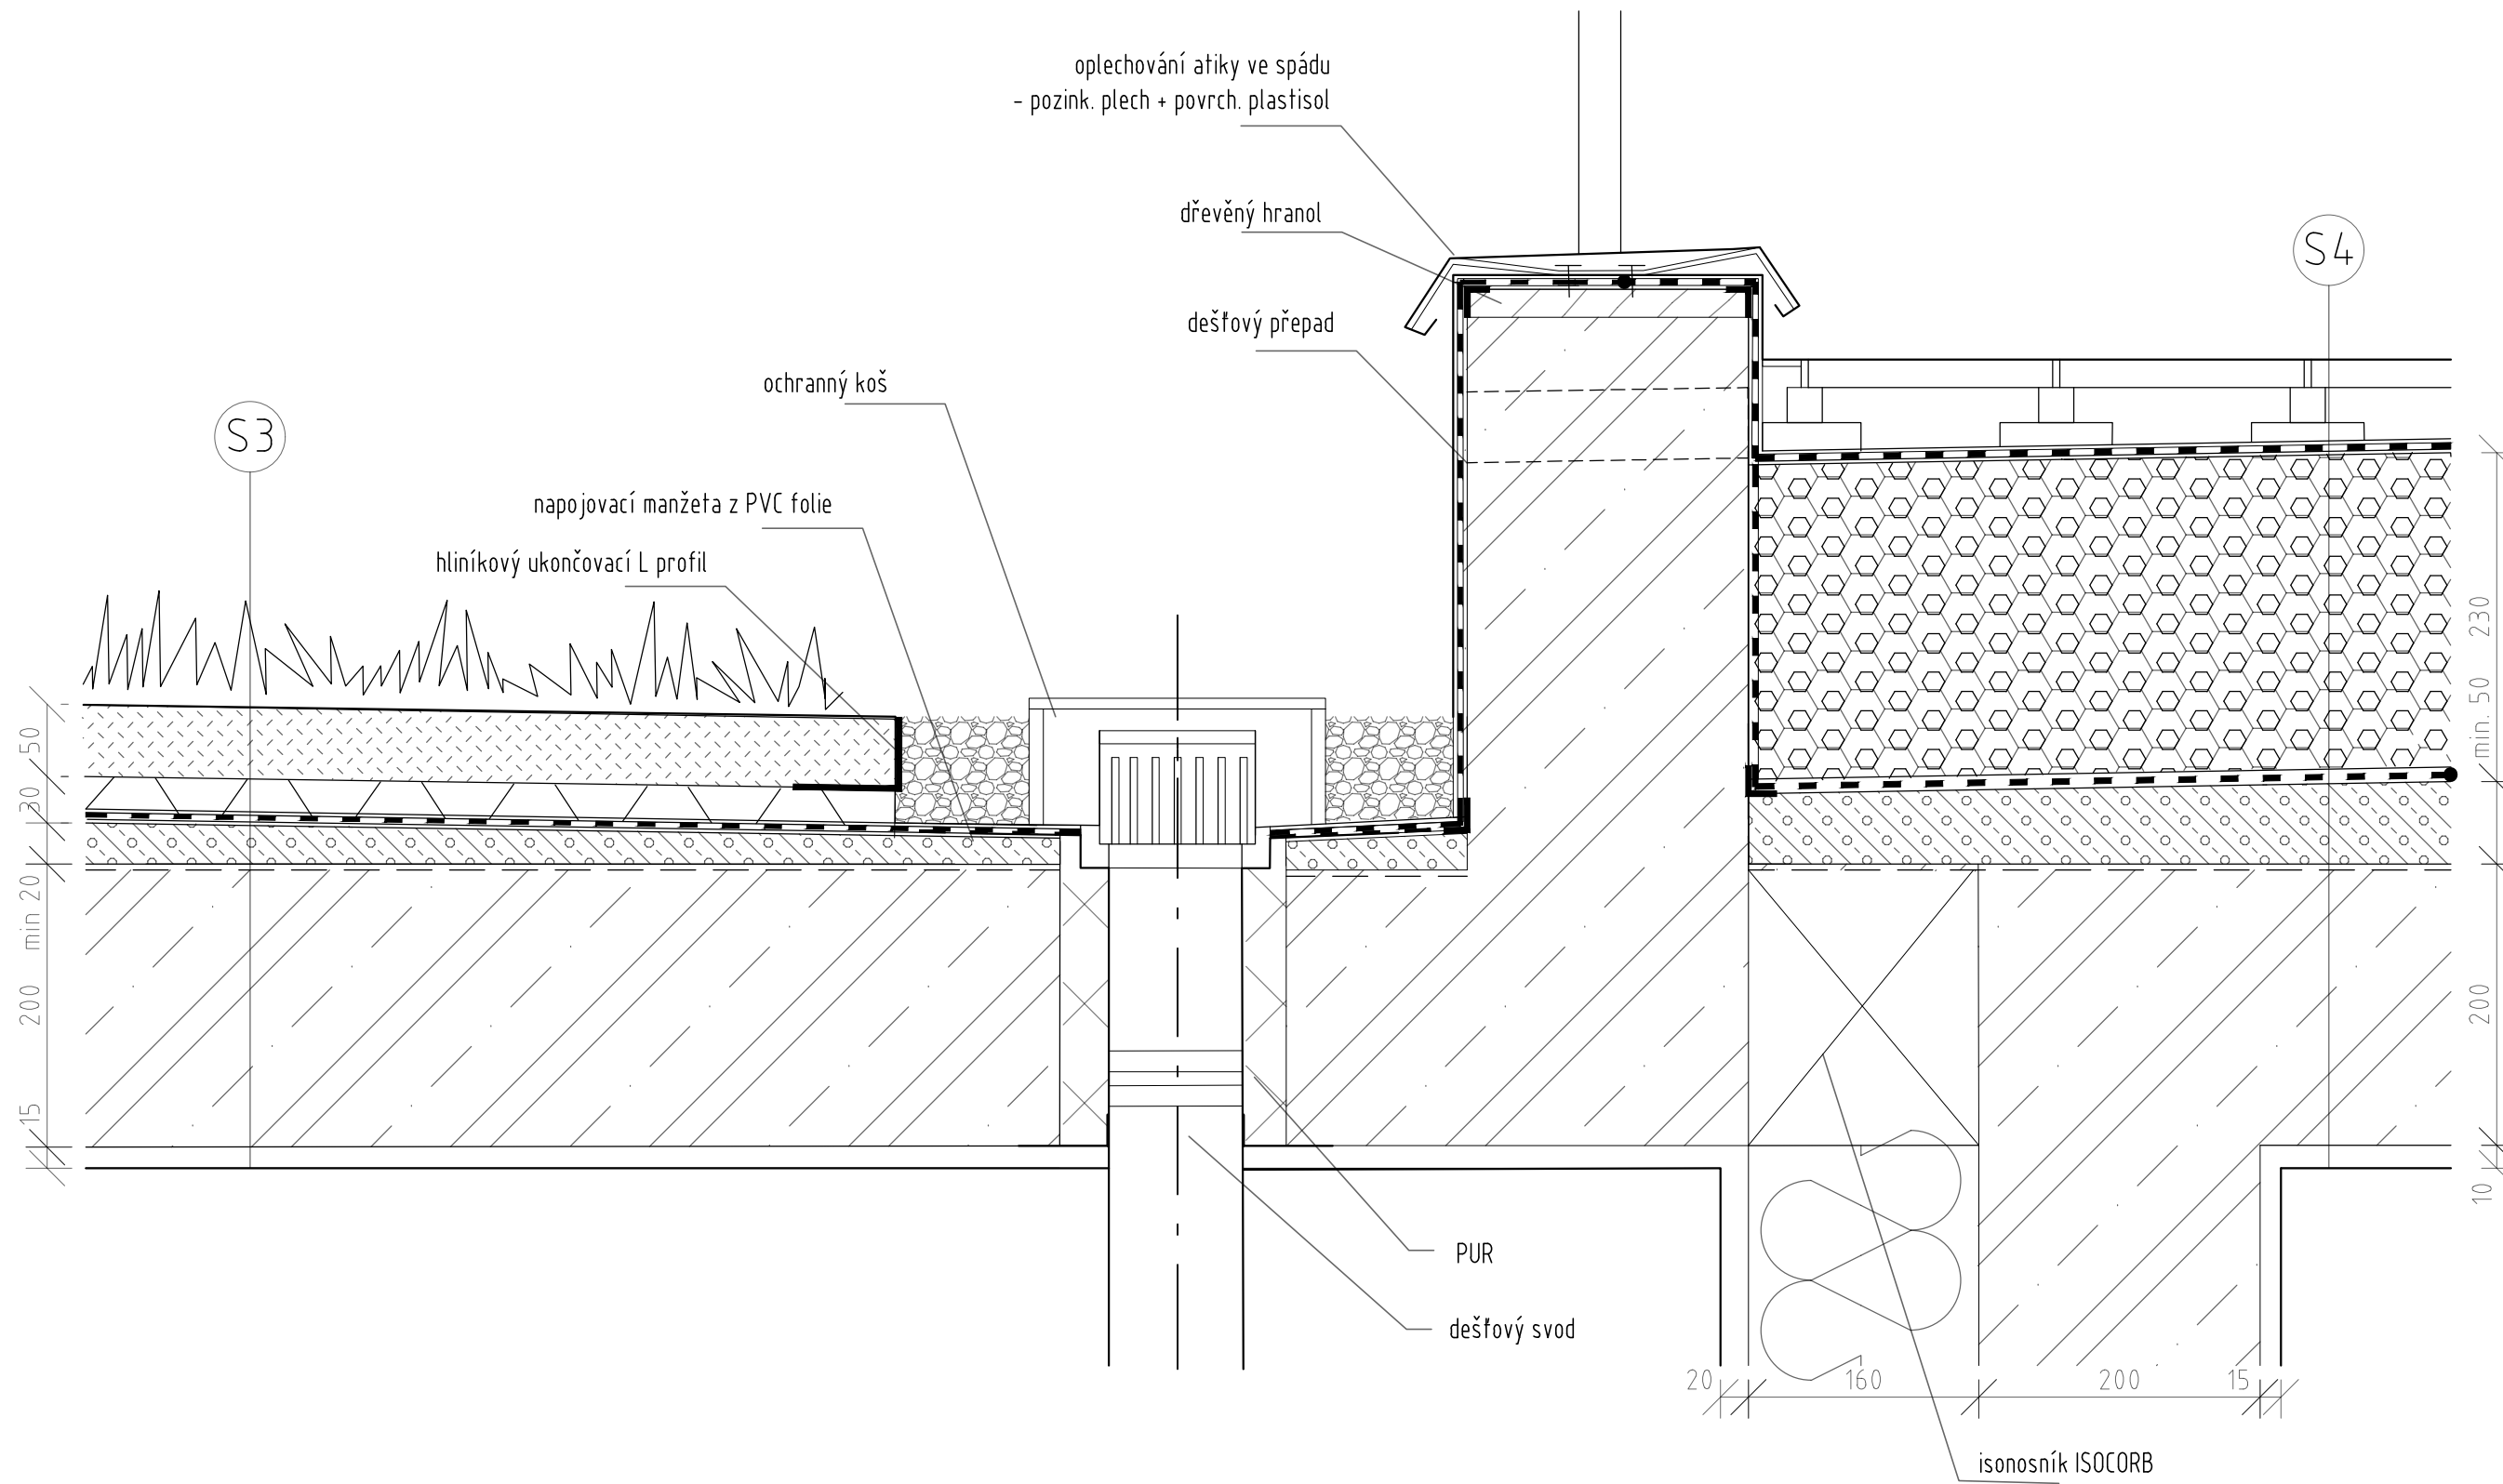 oplechování atiky ve spádu
- pozink. plech + povrch. plastisol
dřevěný hranol
dešťový přepad
ochranný koš
napojovací manžeta z PVC folie
hliníkový ukončovací L profil
S3
S4
50
30
min 20
200
15
230
min. 50
50
200
10
PUR
dešťový svod
20
160
200
15
isonosník ISOCORB